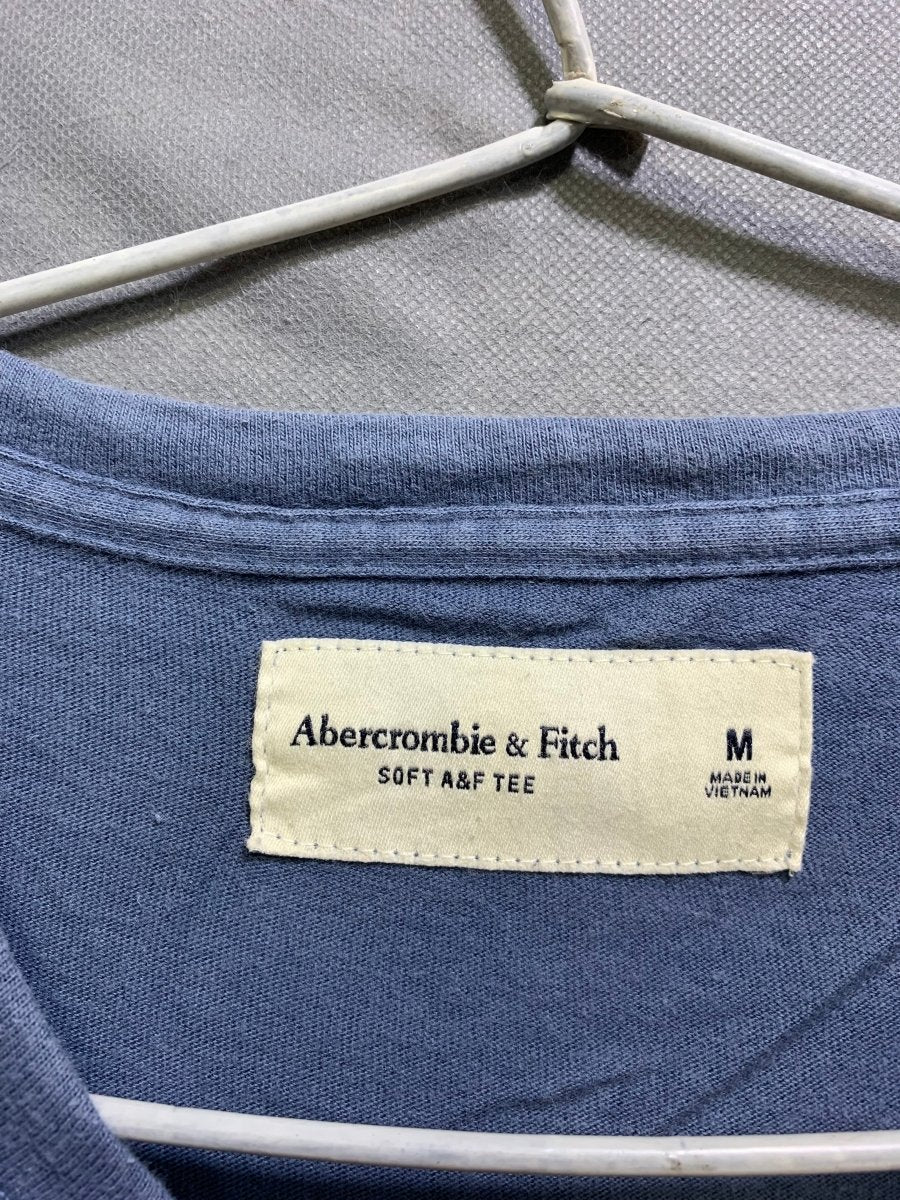 Abercrombie & Fitch
SOFT A&F TEE
M
MADE IN
VIETNAM